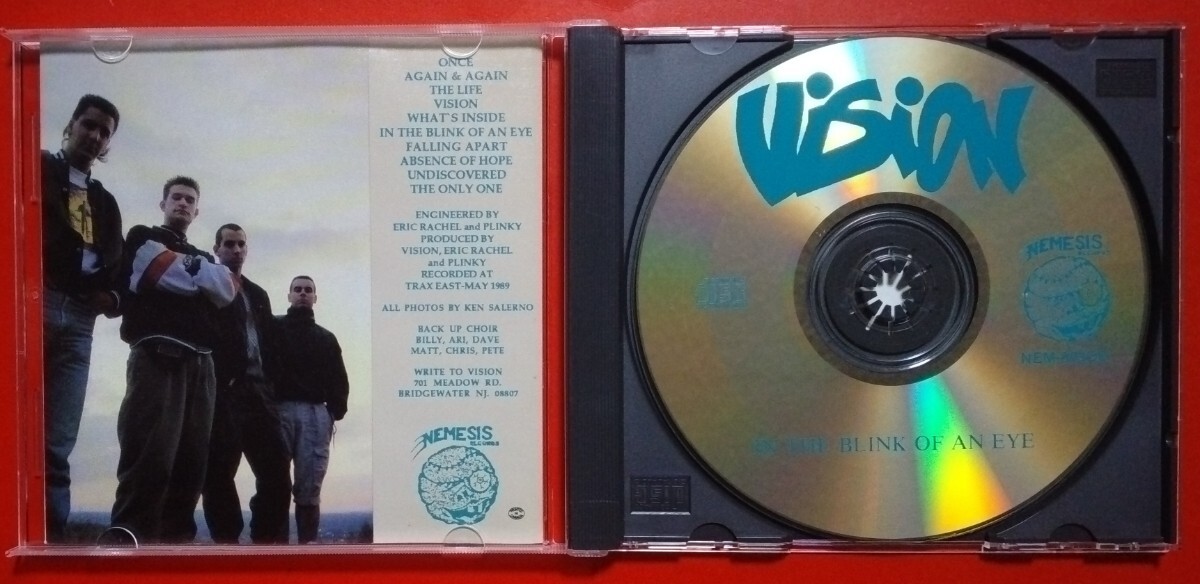 ONCE
AGAIN & AGAIN
THE LIFE
VISION
WHAT'S INSIDE
IN THE BLINK OF AN EYE
FALLING APART
ABSENCE OF HOPE
UNDISCOVERED
THE ONLY ONE
ENGINEERED BY
ERIC RACHEL and PLINKY
PRODUCED BY
VISION, ERIC RACHEL
and PLINKY
RECORDED AT
TRAX EAST-MAY 1989
ALL PHOTOS BY KEN SALERNO
BACK UP CHOIR
BILLY, ARI, DAVE
MATT, CHRIS, PETE
WRITE TO VISION
701 MEADOW RD.
BRIDGEWATER NJ. 08807
NEMESIS
RECORDS
VISION
NEMESIS
IN THE BLINK OF AN EYE